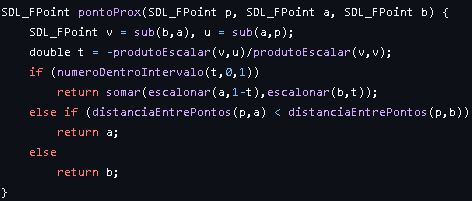 SDL_FPoint pontoProx(SDL_FPoint p, SDL_FPoint a, SDL_FPoint b) {
SDL_FPoint v = sub(b,a), u = sub(a,p);
double t = -produtoEscalar(v,u)/produtoEscalar(v,v);
if (numeroDentroIntervalo(t,0,1))
return somar(escalonar(a,1-t),escalonar(b,t));
else if (distanciaEntrePontos(p,a) < distanciaEntrePontos(p,b))
return a;
else
return b;
}